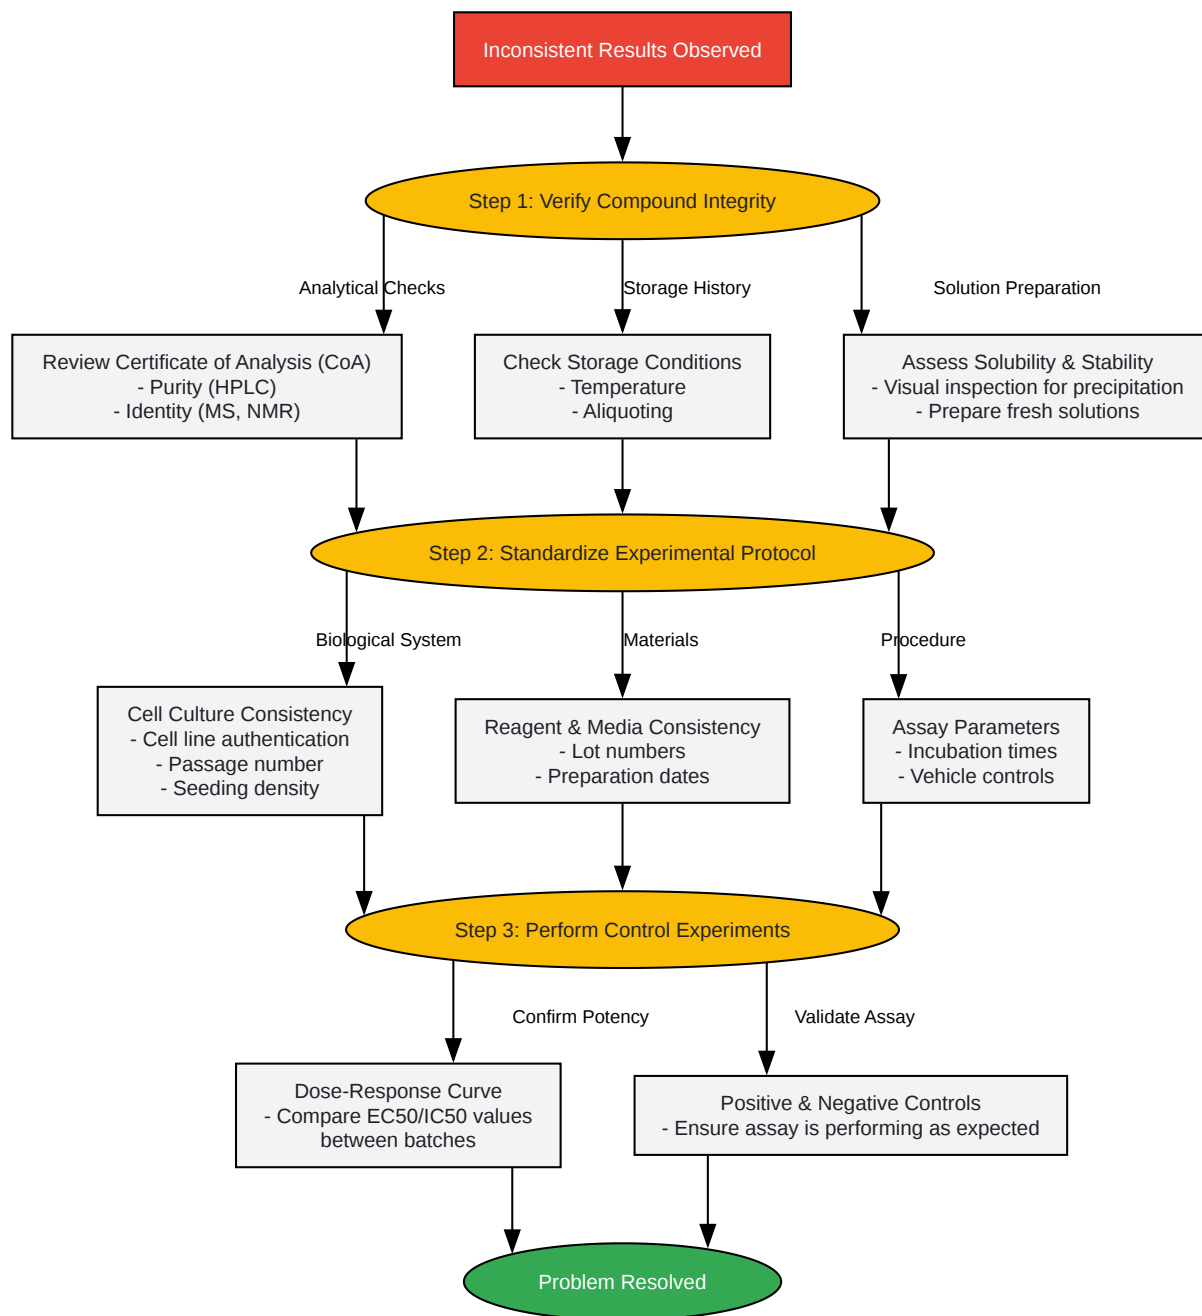 Inconsistent Results Observed
Step 1: Verify Compound Integrity
Analytical Checks
Storage History
Solution Preparation
Review Certificate of Analysis (CoA)
- Purity (HPLC)
- Identity (MS, NMR)
Check Storage Conditions
- Temperature
- Aliquoting
Assess Solubility & Stability
- Visual inspection for precipitation
- Prepare fresh solutions
Step 2: Standardize Experimental Protocol
Biological System
Materials
Procedure
Cell Culture Consistency
- Cell line authentication
- Passage number
- Seeding density
Reagent & Media Consistency
- Lot numbers
- Preparation dates
Assay Parameters
- Incubation times
- Vehicle controls
Step 3: Perform Control Experiments
Confirm Potency
Validate Assay
Dose-Response Curve
- Compare EC50/IC50 values
between batches
Positive & Negative Controls
- Ensure assay is performing as expected
Problem Resolved